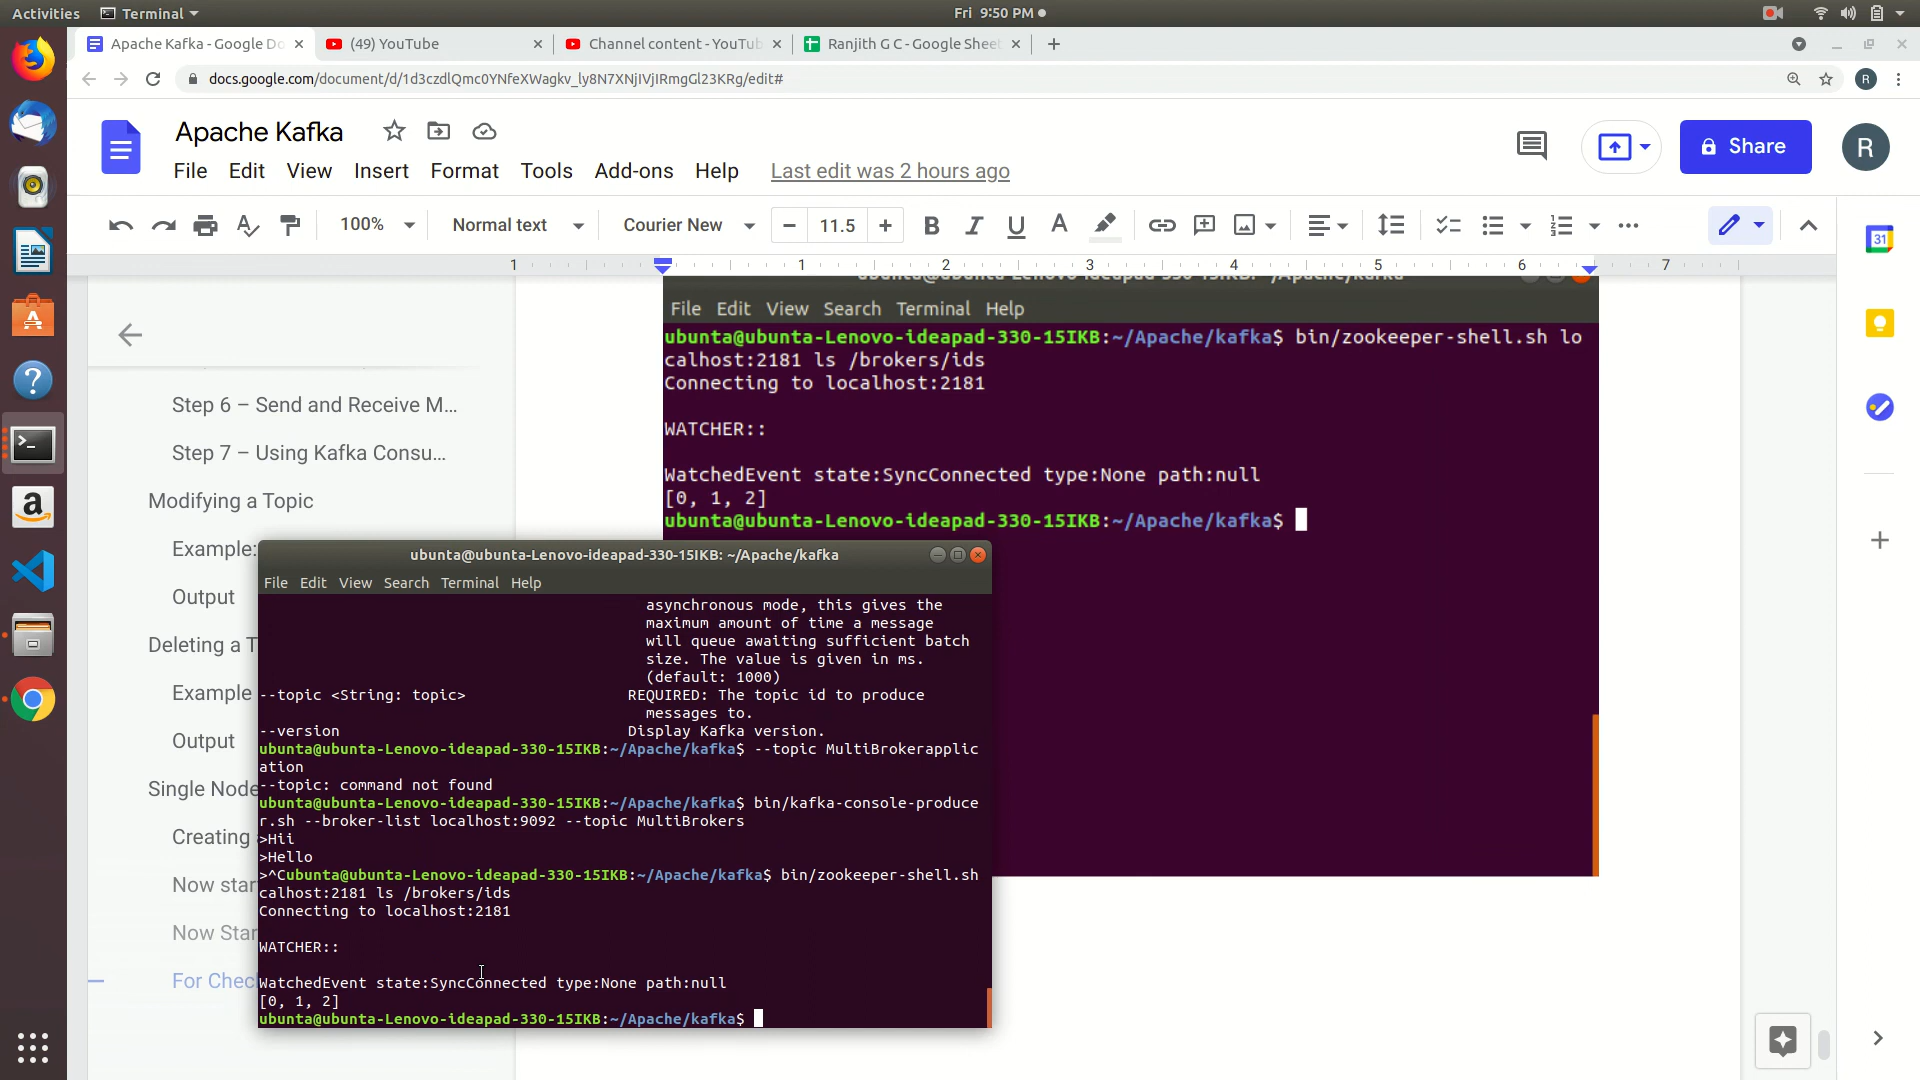 Activities
Terminal
Fri 9:50 PM
Apache Kafka - Google Do
(49) YouTube
Channel content - YouTub
Ranjith G C - Google Sheet
docs.google.com/document/d/1d3czdlQmc0YNfeXWagkv_ly8N7XNjIVjIRmgGl23KRg/edit#
R
Apache Kafka
File Edit View Insert Format Tools Add-ons Help
Last edit was 2 hours ago
Share
R
100%
Normal text
Courier New
11.5
B I U A
31
1 1 2 3 4 5 6 7
Step 6 – Send and Receive M...
Step 7 – Using Kafka Consu...
Modifying a Topic
Example:
Output
Deleting a T
Example
Output
Single Node
Creating
Now star
Now Star
For Chec
File Edit View Search Terminal Help
ubunta@ubunta-Lenovo-ideapad-330-15IKB:~/Apache/kafka$ bin/zookeeper-shell.sh lo
calhost:2181 ls /brokers/ids
Connecting to localhost:2181
WATCHER::
WatchedEvent state:SyncConnected type:None path:null
[0, 1, 2]
ubunta@ubunta-Lenovo-ideapad-330-15IKB:~/Apache/kafka$
ubunta@ubunta-Lenovo-ideapad-330-15IKB: ~/Apache/kafka
File Edit View Search Terminal Help
asynchronous mode, this gives the
maximum amount of time a message
will queue awaiting sufficient batch
size. The value is given in ms.
(default: 1000)
--topic <String: topic> REQUIRED: The topic id to produce
messages to.
--version Display Kafka version.
ubunta@ubunta-Lenovo-ideapad-330-15IKB:~/Apache/kafka$ --topic MultiBrokerapplic
ation
--topic: command not found
ubunta@ubunta-Lenovo-ideapad-330-15IKB:~/Apache/kafka$ bin/kafka-console-produce
r.sh --broker-list localhost:9092 --topic MultiBrokers
>Hii
>Hello
>^Cubunta@ubunta-Lenovo-ideapad-330-15IKB:~/Apache/kafka$ bin/zookeeper-shell.sh
calhost:2181 ls /brokers/ids
Connecting to localhost:2181
WATCHER::
WatchedEvent state:SyncConnected type:None path:null
[0, 1, 2]
ubunta@ubunta-Lenovo-ideapad-330-15IKB:~/Apache/kafka$